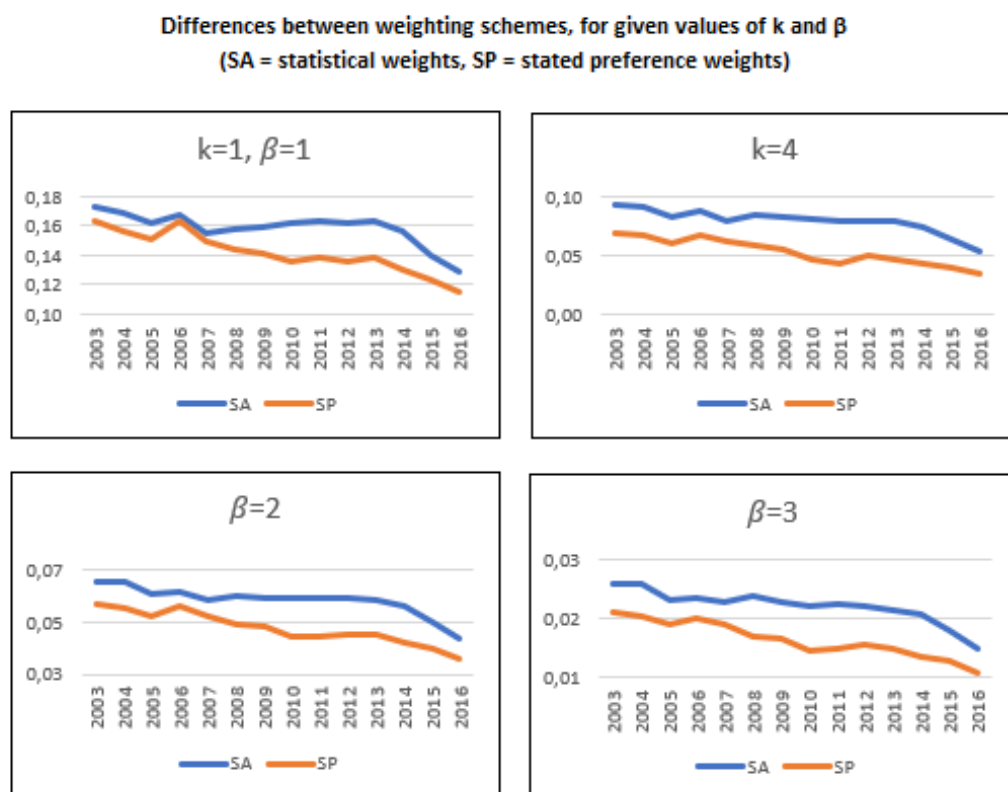 Differences between weighting schemes, for given values of k and β
(SA = statistical weights, SP = stated preference weights)
k=1, β=1
0,18
0,16
0,14
0,12
0,10
2003 2004 2005 2006 2007 2008 2009 2010 2011 2012 2013 2014 2015 2016
SA SP
k=4
0,10
0,05
0,00
2003 2004 2005 2006 2007 2008 2009 2010 2011 2012 2013 2014 2015 2016
SA SP
β=2
0,07
0,05
0,03
2003 2004 2005 2006 2007 2008 2009 2010 2011 2012 2013 2014 2015 2016
SA SP
β=3
0,03
0,02
0,01
2003 2004 2005 2006 2007 2008 2009 2010 2011 2012 2013 2014 2015 2016
SA SP